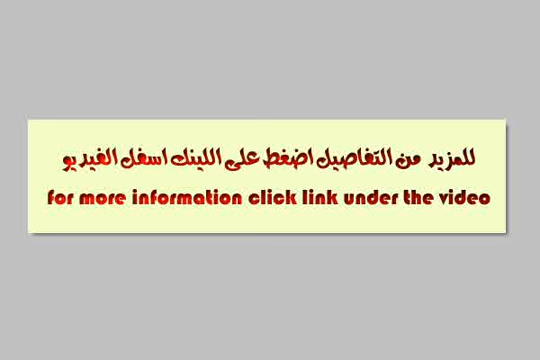 للمزيد من التفاصيل اضغط على اللينك اسفل الفيديو
for more information click link under the video